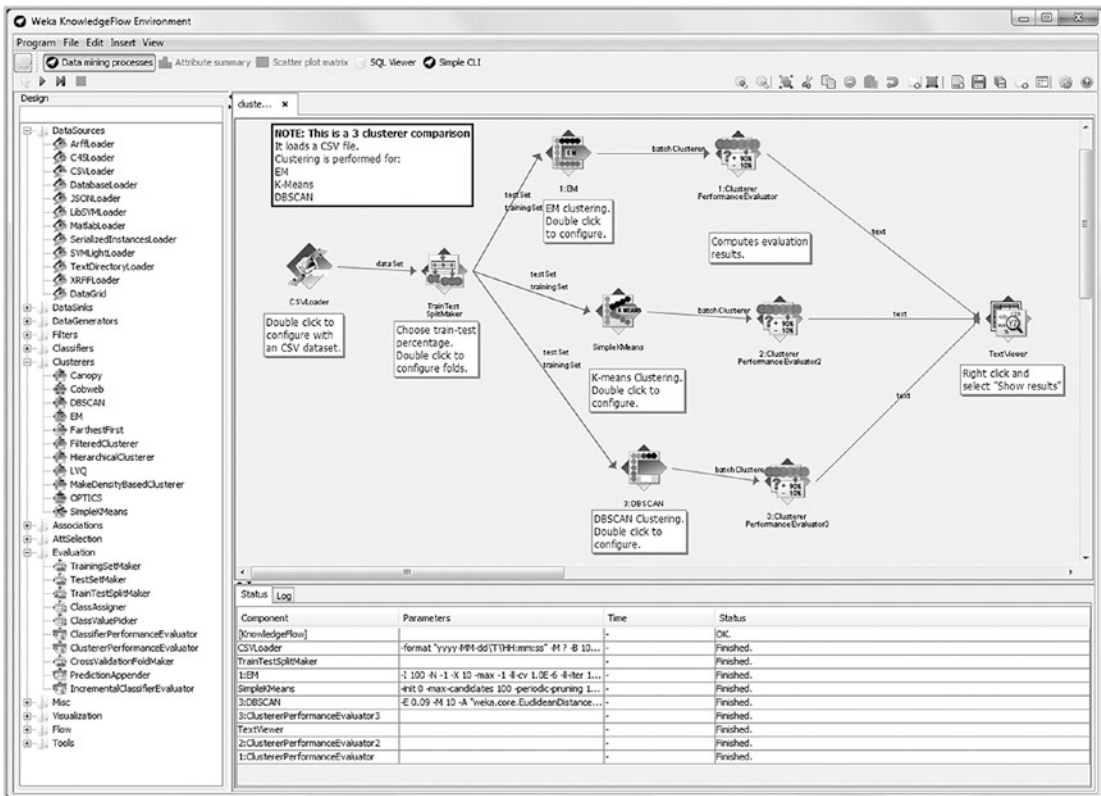 Weka KnowledgeFlow Environment
Program File Edit Insert View
Data mining processes Attribute summary Scatter plot matrix SQL Viewer Simple CLI
Design
DataSources
ArffLoader
C45Loader
CSVLoader
DatabaseLoader
JSONLoader
LibSVMLoader
MatlabLoader
SerializedInstancesLoader
SVMLightLoader
TextDirectoryLoader
XRFFLoader
DataGrid
DataSinks
DataGenerators
Filters
Classifiers
Clusterers
Canopy
Cobweb
DBSCAN
EM
FarthestFirst
FilteredClusterer
HierarchicalClusterer
LVQ
MakeDensityBasedClusterer
OPTICS
SimpleKMeans
Associations
AttSelection
Evaluation
TrainingSetMaker
TestSetMaker
TrainTestSplitMaker
ClassAssigner
ClassValuePicker
ClassifierPerformanceEvaluator
ClustererPerformanceEvaluator
CrossValidationFoldMaker
PredictionAppender
IncrementalClassifierEvaluator
Misc
Visualization
Flow
Tools
cluste...
NOTE: This is a 3 clusterer comparison
It loads a CSV file.
Clustering is performed for:
EM
K-Means
DBSCAN
CSVLoader
Double click to
configure with
an CSV dataset.
dataSet
TrainTest
SplitMaker
Choose train-test
percentage.
Double click to
configure folds.
testSet
trainingSet
EM
1:EM
EM clustering.
Double click
to configure.
batchClusterer
1:Clusterer
PerformanceEvaluator
Computes evaluation
results.
text
testSet
trainingSet
K MEANS
SimpleKMeans
K-means Clustering.
Double click to
configure.
batchClusterer
2:Clusterer
PerformanceEvaluator2
text
testSet
trainingSet
3:DBSCAN
DBSCAN Clustering.
Double click to
configure.
batchClusterer
3:Clusterer
PerformanceEvaluator3
text
TextViewer
Right click and
select "Show results"
Status Log
Component Parameters Time Status
[KnowledgeFlow] - OK.
CSVLoader -format "yyyy-MM-dd\'T\'HH:mm:ss" -M ? -B 10... - Finished.
TrainTestSplitMaker - Finished.
1:EM -I 100 -N -1 -X 10 -max -1 -ll-cv 1.0E-6 -ll-iter 1... - Finished.
SimpleKMeans -init 0 -max-candidates 100 -periodic-pruning 1... - Finished.
3:DBSCAN -E 0.09 -M 10 -A "weka.core.EuclideanDistance... - Finished.
3:ClustererPerformanceEvaluator3 - Finished.
TextViewer - Finished.
2:ClustererPerformanceEvaluator2 - Finished.
1:ClustererPerformanceEvaluator - Finished.